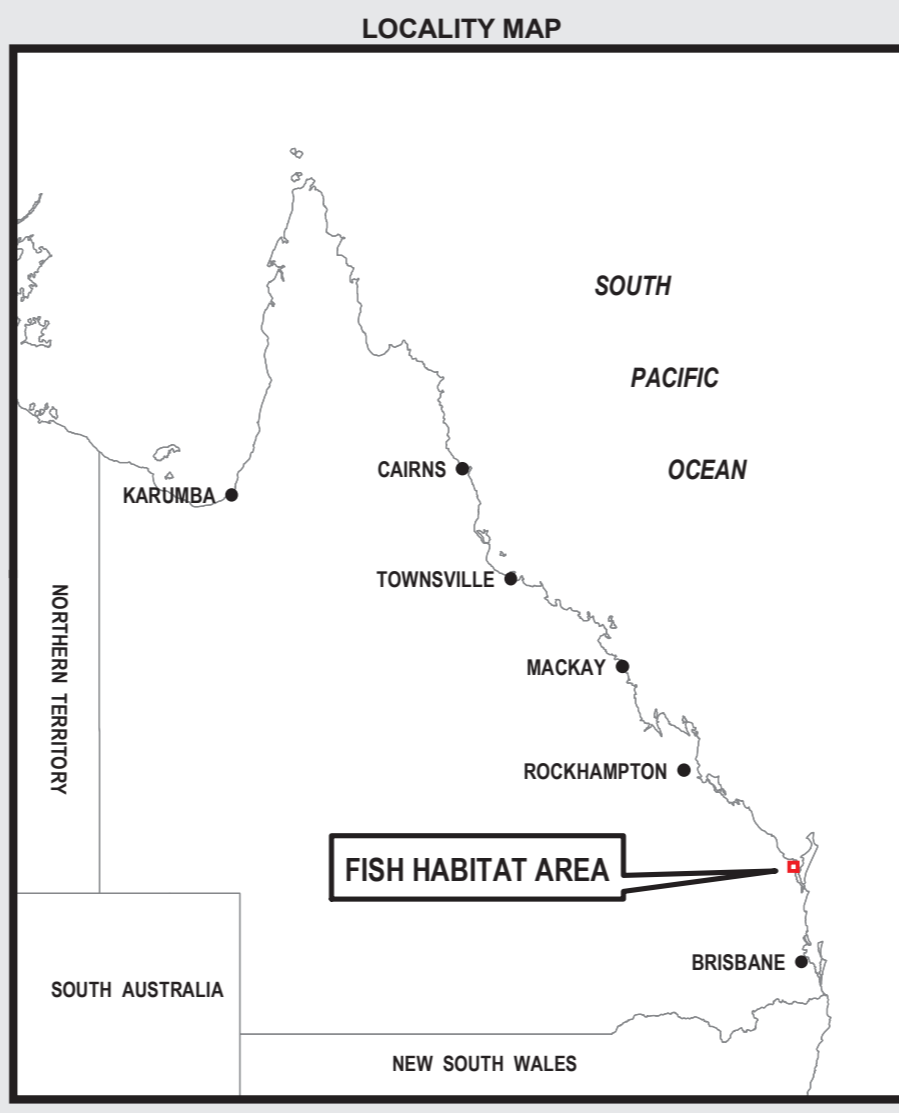 LOCALITY MAP
SOUTH
PACIFIC
OCEAN
CAIRNS
KARUMBA
TOWNSVILLE
NORTHERN TERRITORY
MACKAY
ROCKHAMPTON
FISH HABITAT AREA
BRISBANE
SOUTH AUSTRALIA
NEW SOUTH WALES